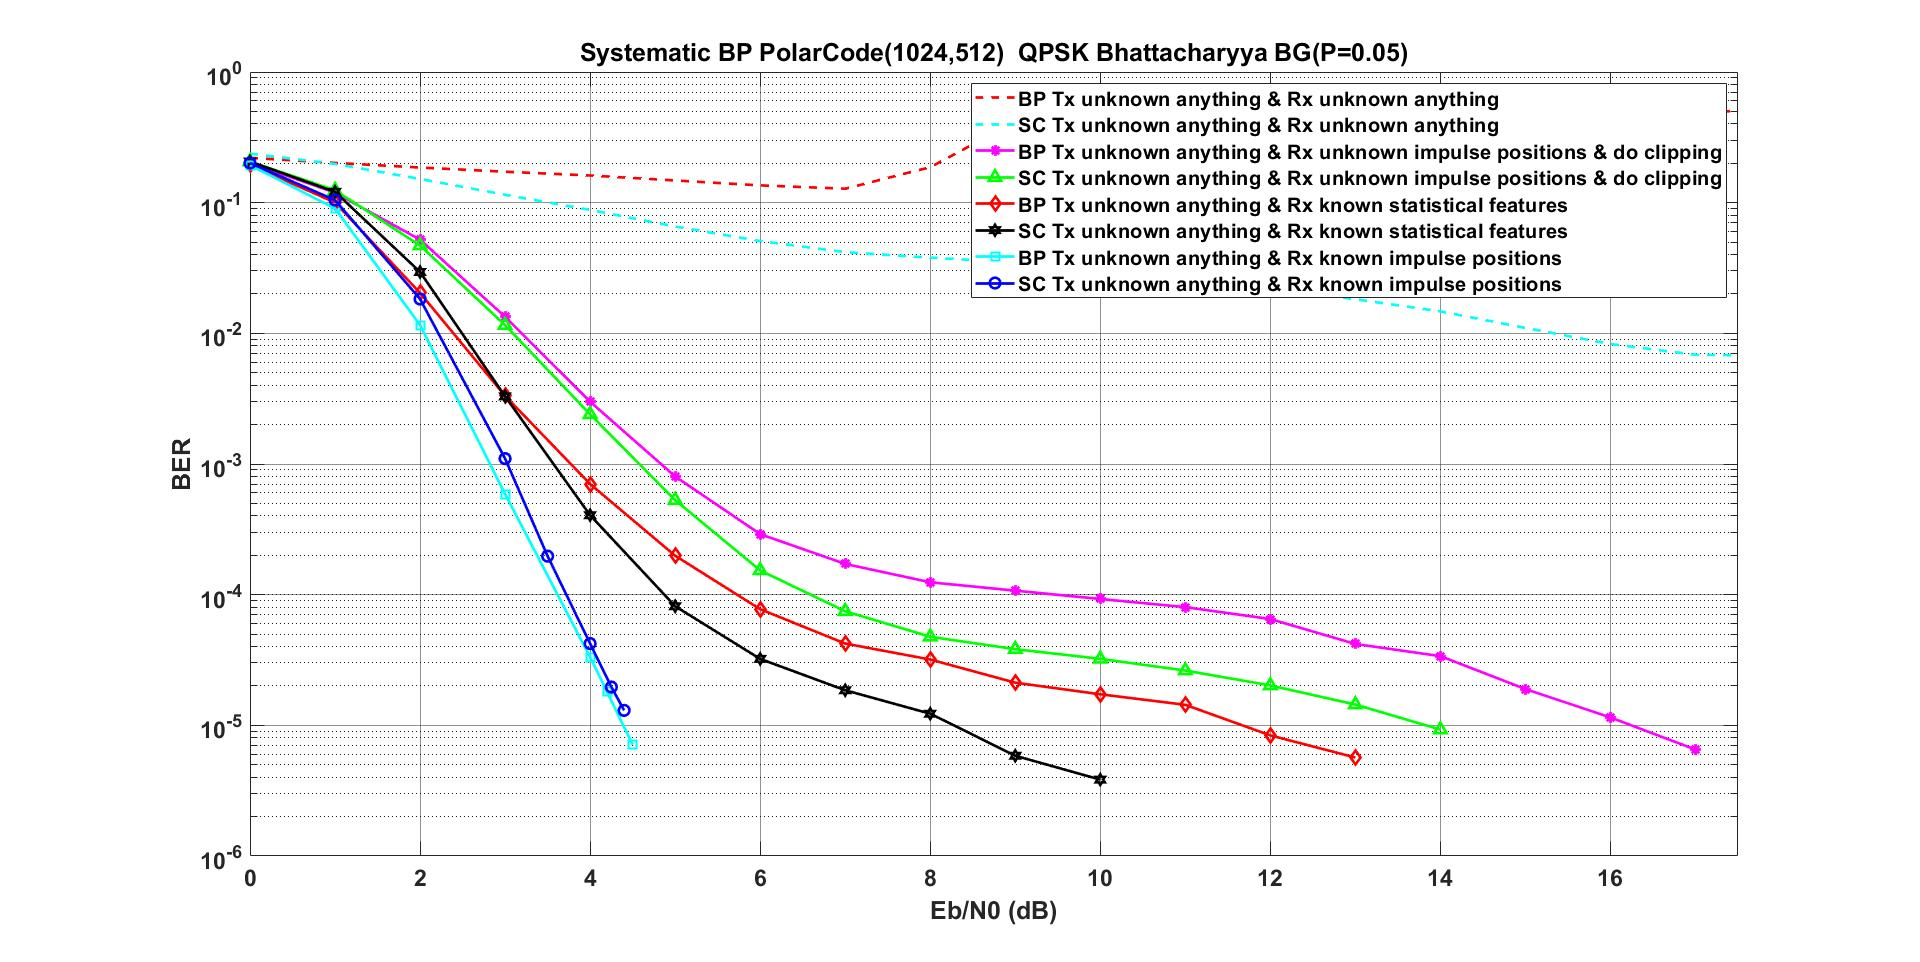 Systematic BP PolarCode(1024,512)  QPSK Bhattacharyya BG(P=0.05)
10^0
10^-1
10^-2
10^-3
10^-4
10^-5
10^-6
BER
BP Tx unknown anything & Rx unknown anything
SC Tx unknown anything & Rx unknown anything
BP Tx unknown anything & Rx unknown impulse positions & do clipping
SC Tx unknown anything & Rx unknown impulse positions & do clipping
BP Tx unknown anything & Rx known statistical features
SC Tx unknown anything & Rx known statistical features
BP Tx unknown anything & Rx known impulse positions
SC Tx unknown anything & Rx known impulse positions
0 2 4 6 8 10 12 14 16
Eb/N0 (dB)